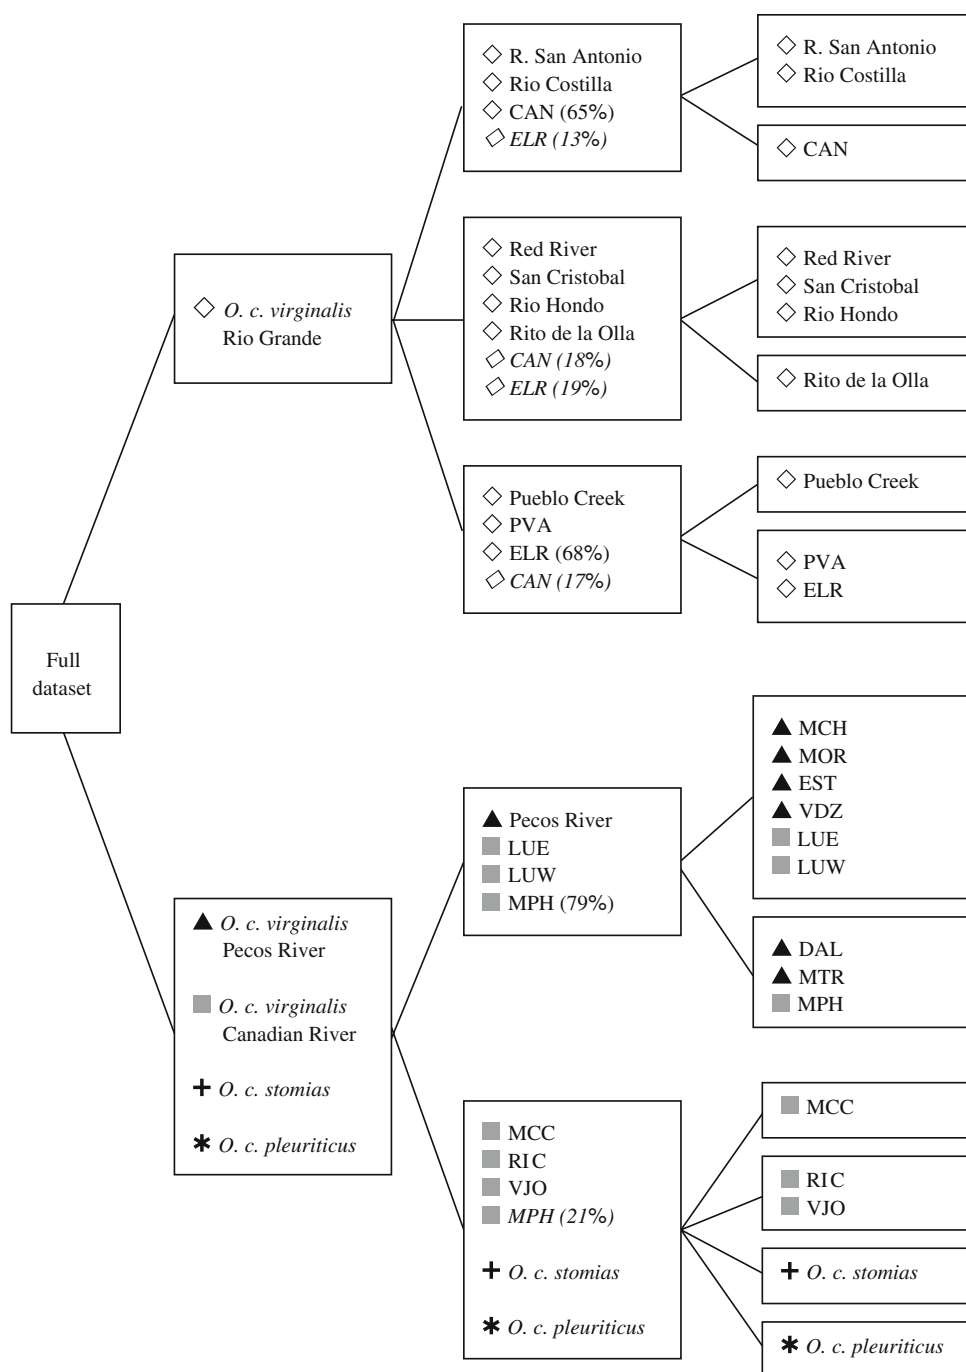 Full
dataset
O. c. virginalis
Rio Grande
O. c. virginalis
Pecos River
O. c. virginalis
Canadian River
O. c. stomias
O. c. pleuriticus
R. San Antonio
Rio Costilla
CAN (65%)
ELR (13%)
Red River
San Cristobal
Rio Hondo
Rito de la Olla
CAN (18%)
ELR (19%)
Pueblo Creek
PVA
ELR (68%)
CAN (17%)
Pecos River
LUE
LUW
MPH (79%)
MCC
RIC
VJO
MPH (21%)
O. c. stomias
O. c. pleuriticus
R. San Antonio
Rio Costilla
CAN
Red River
San Cristobal
Rio Hondo
Rito de la Olla
Pueblo Creek
PVA
ELR
MCH
MOR
EST
VDZ
LUE
LUW
DAL
MTR
MPH
MCC
RIC
VJO
O. c. stomias
O. c. pleuriticus